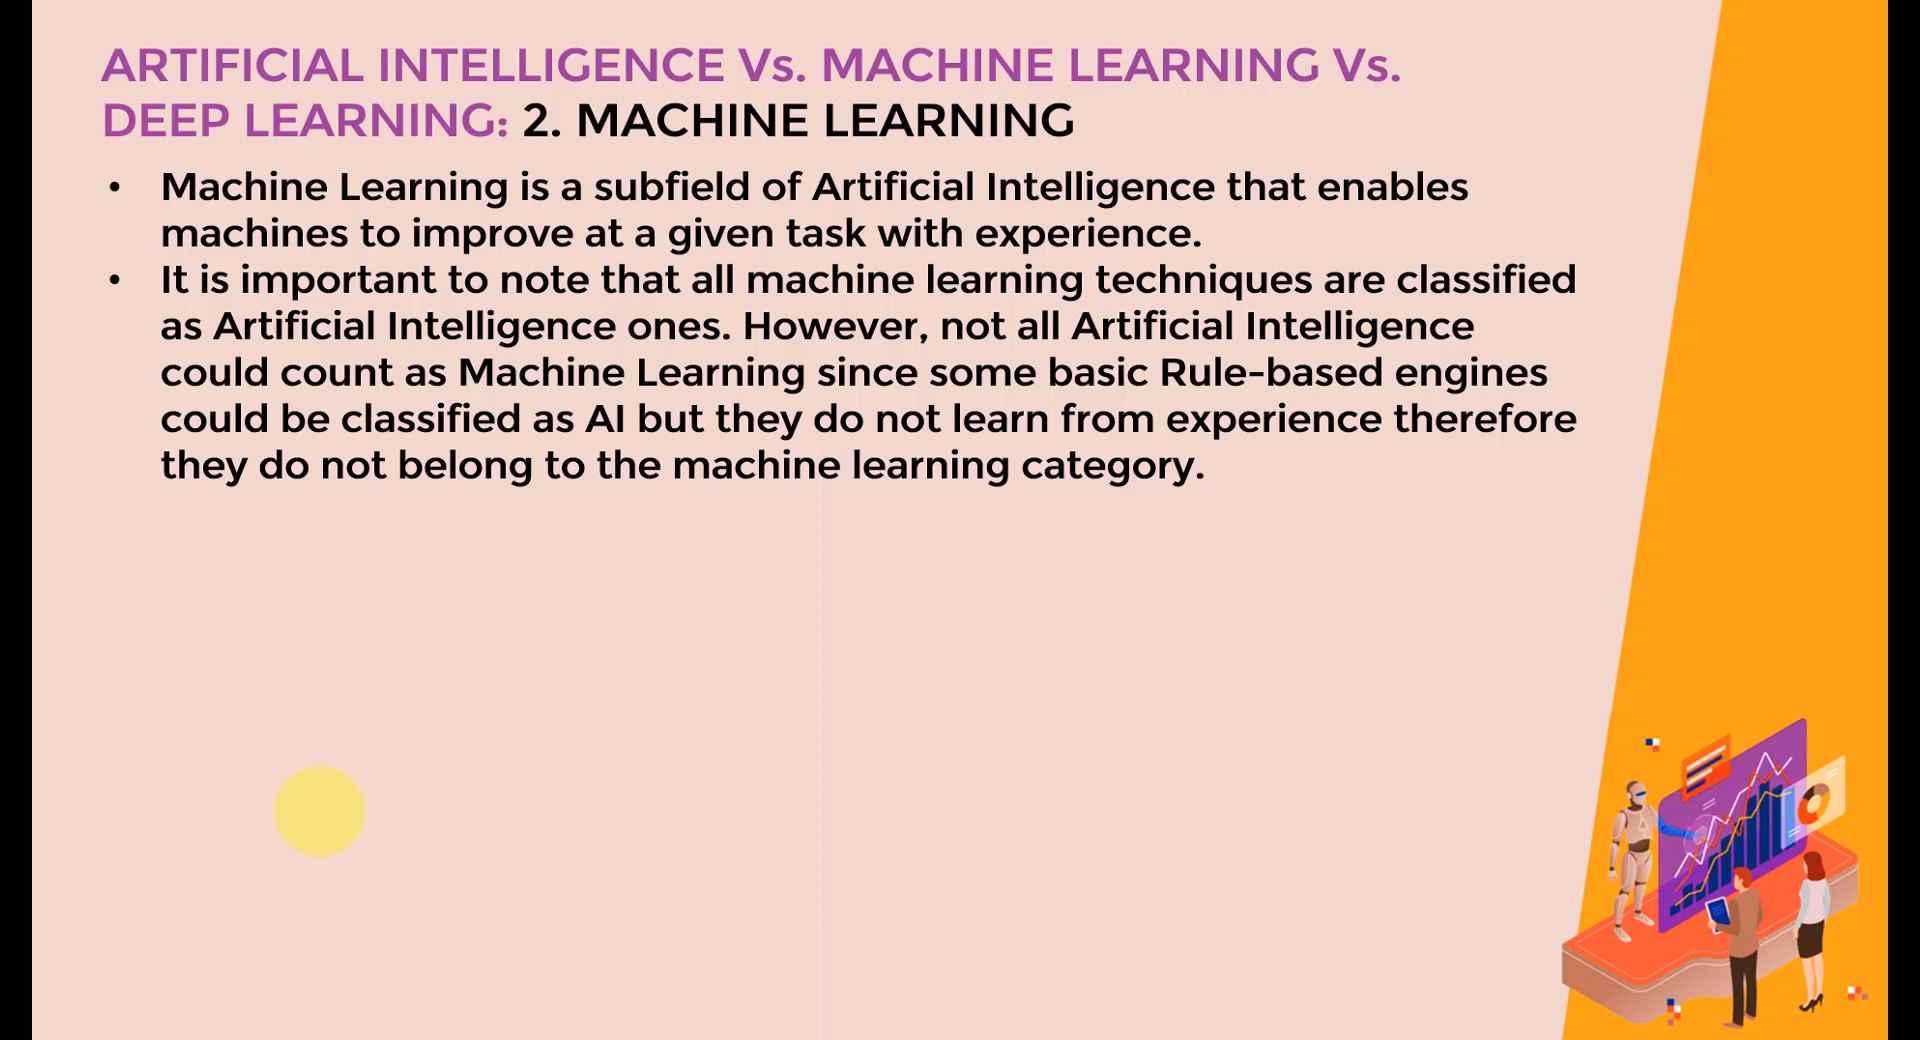 ARTIFICIAL INTELLIGENCE Vs. MACHINE LEARNING Vs.
DEEP LEARNING: 2. MACHINE LEARNING
• Machine Learning is a subfield of Artificial Intelligence that enables
machines to improve at a given task with experience.
• It is important to note that all machine learning techniques are classified
as Artificial Intelligence ones. However, not all Artificial Intelligence
could count as Machine Learning since some basic Rule-based engines
could be classified as AI but they do not learn from experience therefore
they do not belong to the machine learning category.